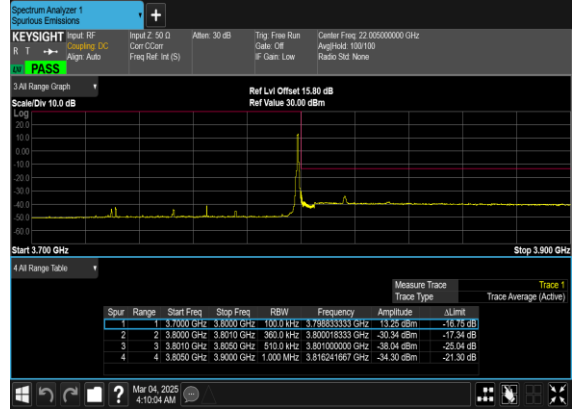 Spectrum Analyzer 1
Spurious Emissions
KEYSIGHT Input: RF Input Z: 50 Ω Atten: 30 dB Trig: Free Run Center Freq: 22.005000000 GHz
R T Coupling: DC Corr CCorr Gate: Off Avg|Hold: 100/100
Align: Auto Freq Ref: Int (S) IF Gain: Low Radio Std: None
PASS
3 All Range Graph
Ref Lvl Offset 15.80 dB
Scale/Div 10.0 dB Ref Value 30.00 dBm
Log
20.0
10.0
0.00
-10.0
-20.0
-30.0
-40.0
-50.0
-60.0
Start 3.700 GHz Stop 3.900 GHz
4 All Range Table
Measure Trace Trace 1
Trace Type Trace Average (Active)
Spur Range Start Freq Stop Freq RBW Frequency Amplitude ΔLimit
1 1 3.7000 GHz 3.8000 GHz 100.0 kHz 3.798833333 GHz 13.25 dBm -16.75 dB
2 2 3.8000 GHz 3.8010 GHz 360.0 kHz 3.800018333 GHz -30.34 dBm -17.34 dB
3 3 3.8010 GHz 3.8050 GHz 510.0 kHz 3.801000000 GHz -38.04 dBm -25.04 dB
4 4 3.8050 GHz 3.9000 GHz 1.000 MHz 3.816241667 GHz -34.30 dBm -21.30 dB
? Mar 04, 2025
4:10:04 AM